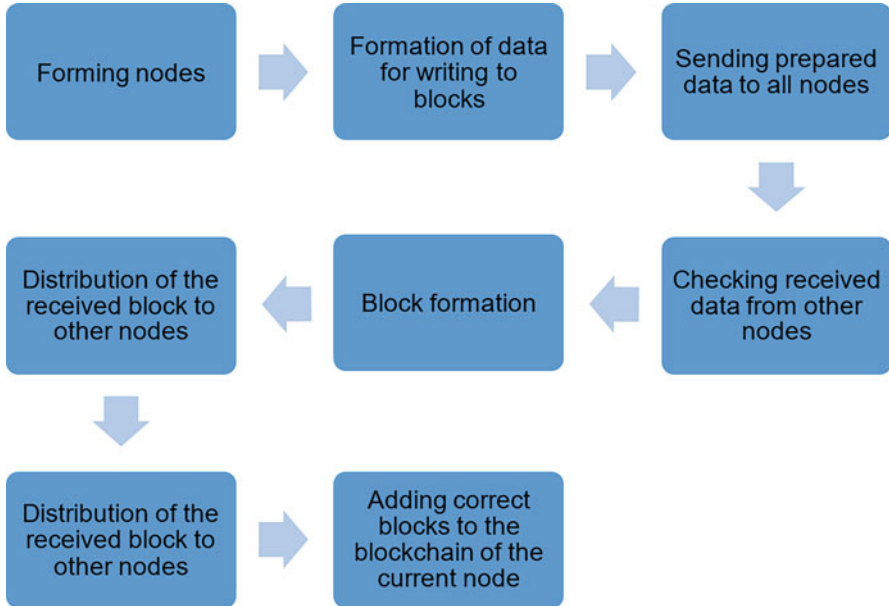 Forming nodes
Formation of data
for writing to
blocks
Sending prepared
data to all nodes
Checking received
data from other
nodes
Block formation
Distribution of the
received block to
other nodes
Distribution of the
received block to
other nodes
Adding correct
blocks to the
blockchain of the
current node